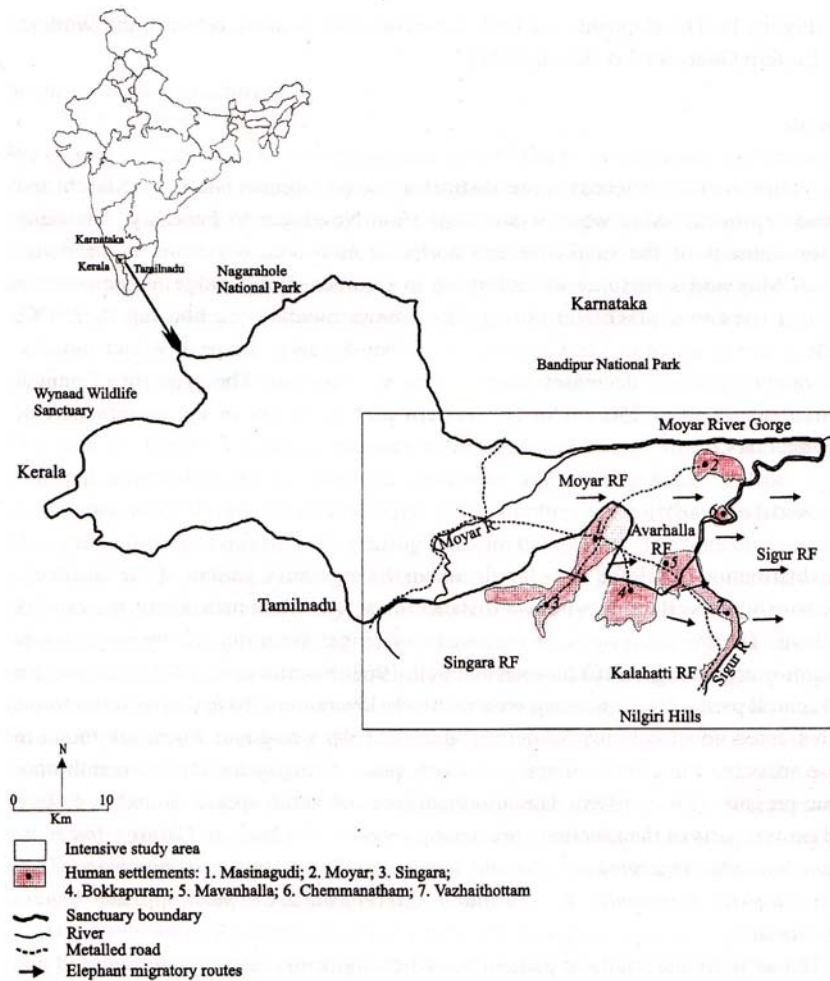 Karnataka
Kerala
Tamilnadu
Nagarahole
National Park
Karnataka
Bandipur National Park
Wynaad Wildlife
Sanctuary
Moyar River Gorge
Kerala
Moyar RF
Moyar R.
Avarhalla
RF
Sigur RF
Tamilnadu
Singara RF
Kalahatti RF
Sigur R.
Nilgiri Hills
N
0 10
Km
Intensive study area
Human settlements: 1. Masinagudi; 2. Moyar; 3. Singara;
4. Bokkapuram; 5. Mavanhalla; 6. Chemmanatham; 7. Vazhaithottam
Sanctuary boundary
River
Metalled road
Elephant migratory routes